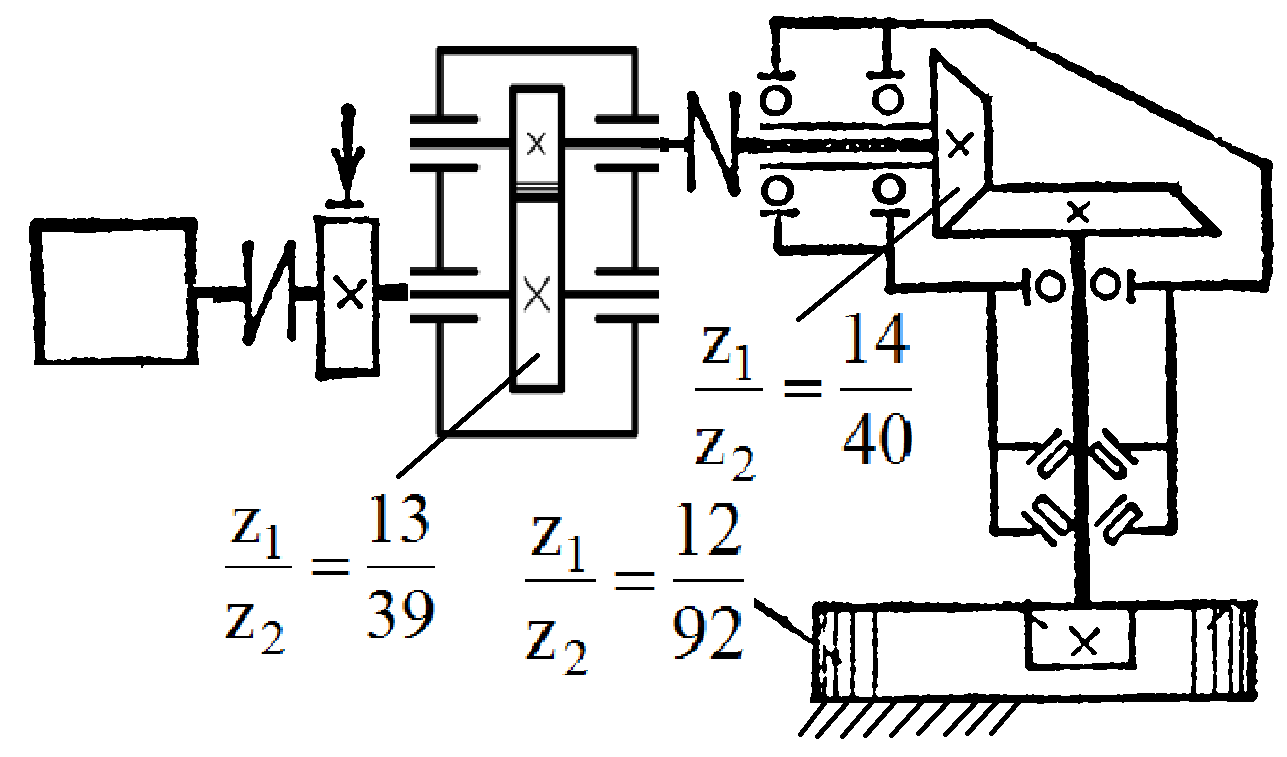 z₁/z₂ = 14/40
z₁/z₂ = 13/39
z₁/z₂ = 12/92